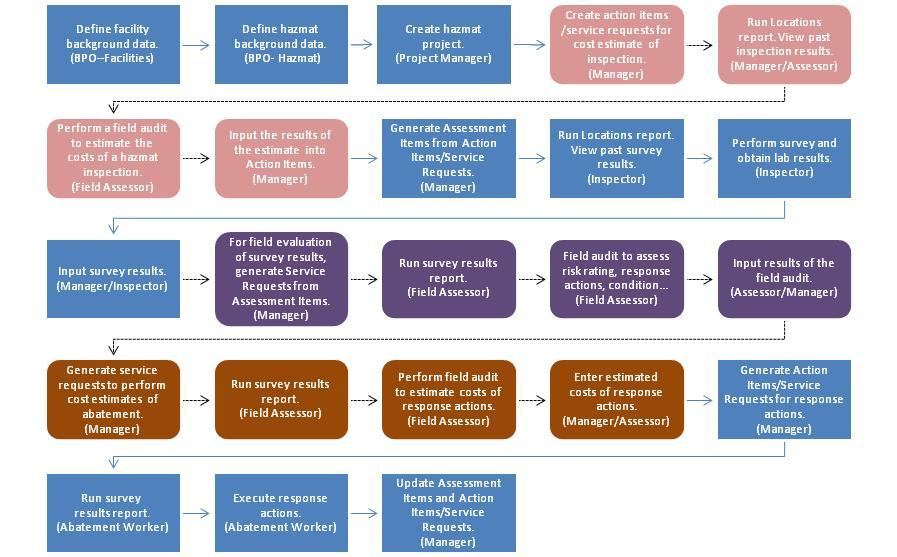 Define facility
background data.
(BPO–Facilities)
Define hazmat
background data.
(BPO- Hazmat)
Create hazmat
project.
(Project Manager)
Create action items
/service requests for
cost estimate of
inspection.
(Manager)
Run Locations
report. View past
inspection results.
(Manager/Assessor)
Perform a field audit
to estimate the
costs of a hazmat
inspection.
(Field Assessor)
Input the results of
the estimate into
Action Items.
(Manager)
Generate Assessment
Items from Action
Items/Service
Requests.
(Manager)
Run Locations report.
View past survey
results.
(Inspector)
Perform survey and
obtain lab results.
(Inspector)
Input survey results.
(Manager/Inspector)
For field evaluation
of survey results,
generate Service
Requests from
Assessment Items.
(Manager)
Run survey results
report.
(Field Assessor)
Field audit to assess
risk rating, response
actions, condition...
(Field Assessor)
Input results of the
field audit.
(Assessor/Manager)
Generate service
requests to perform
cost estimates of
abatement.
(Manager)
Run survey results
report.
(Field Assessor)
Perform field audit
to estimate costs of
response actions.
(Field Assessor)
Enter estimated
costs of response
actions.
(Manager/Assessor)
Generate Action
Items/Service
Requests for response
actions.
(Manager)
Run survey
results report.
(Abatement Worker)
Execute response
actions.
(Abatement Worker)
Update Assessment
Items and Action
Items/Service
Requests.
(Manager)